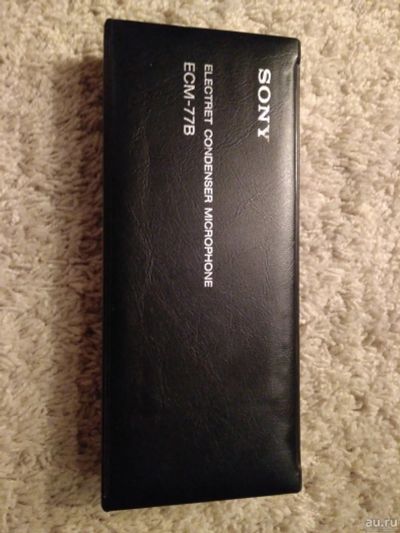 SONY
ELECTRET CONDENSER MICROPHONE
ECM-77B
au.ru